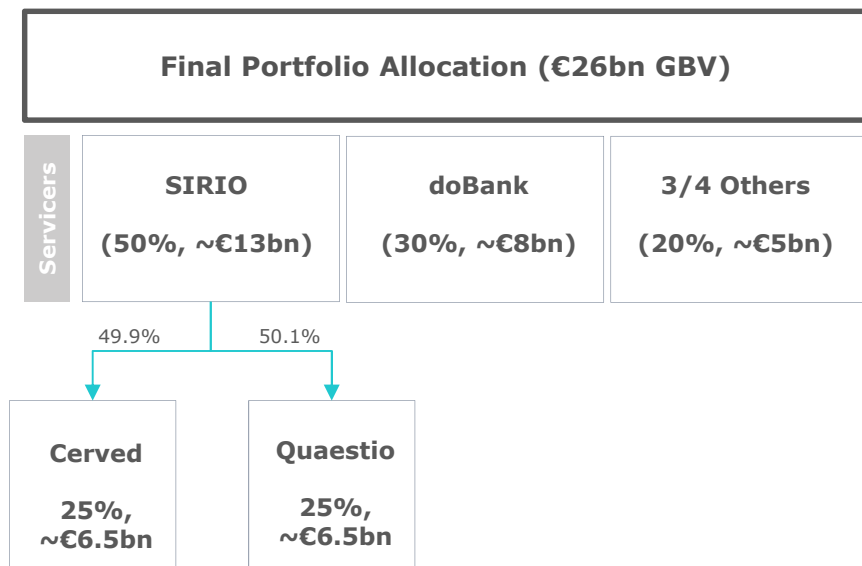 Final Portfolio Allocation (€26bn GBV)
Servicers
SIRIO
(50%, ~€13bn)
doBank
(30%, ~€8bn)
3/4 Others
(20%, ~€5bn)
49.9%
50.1%
Cerved
25%,
~€6.5bn
Quaestio
25%,
~€6.5bn